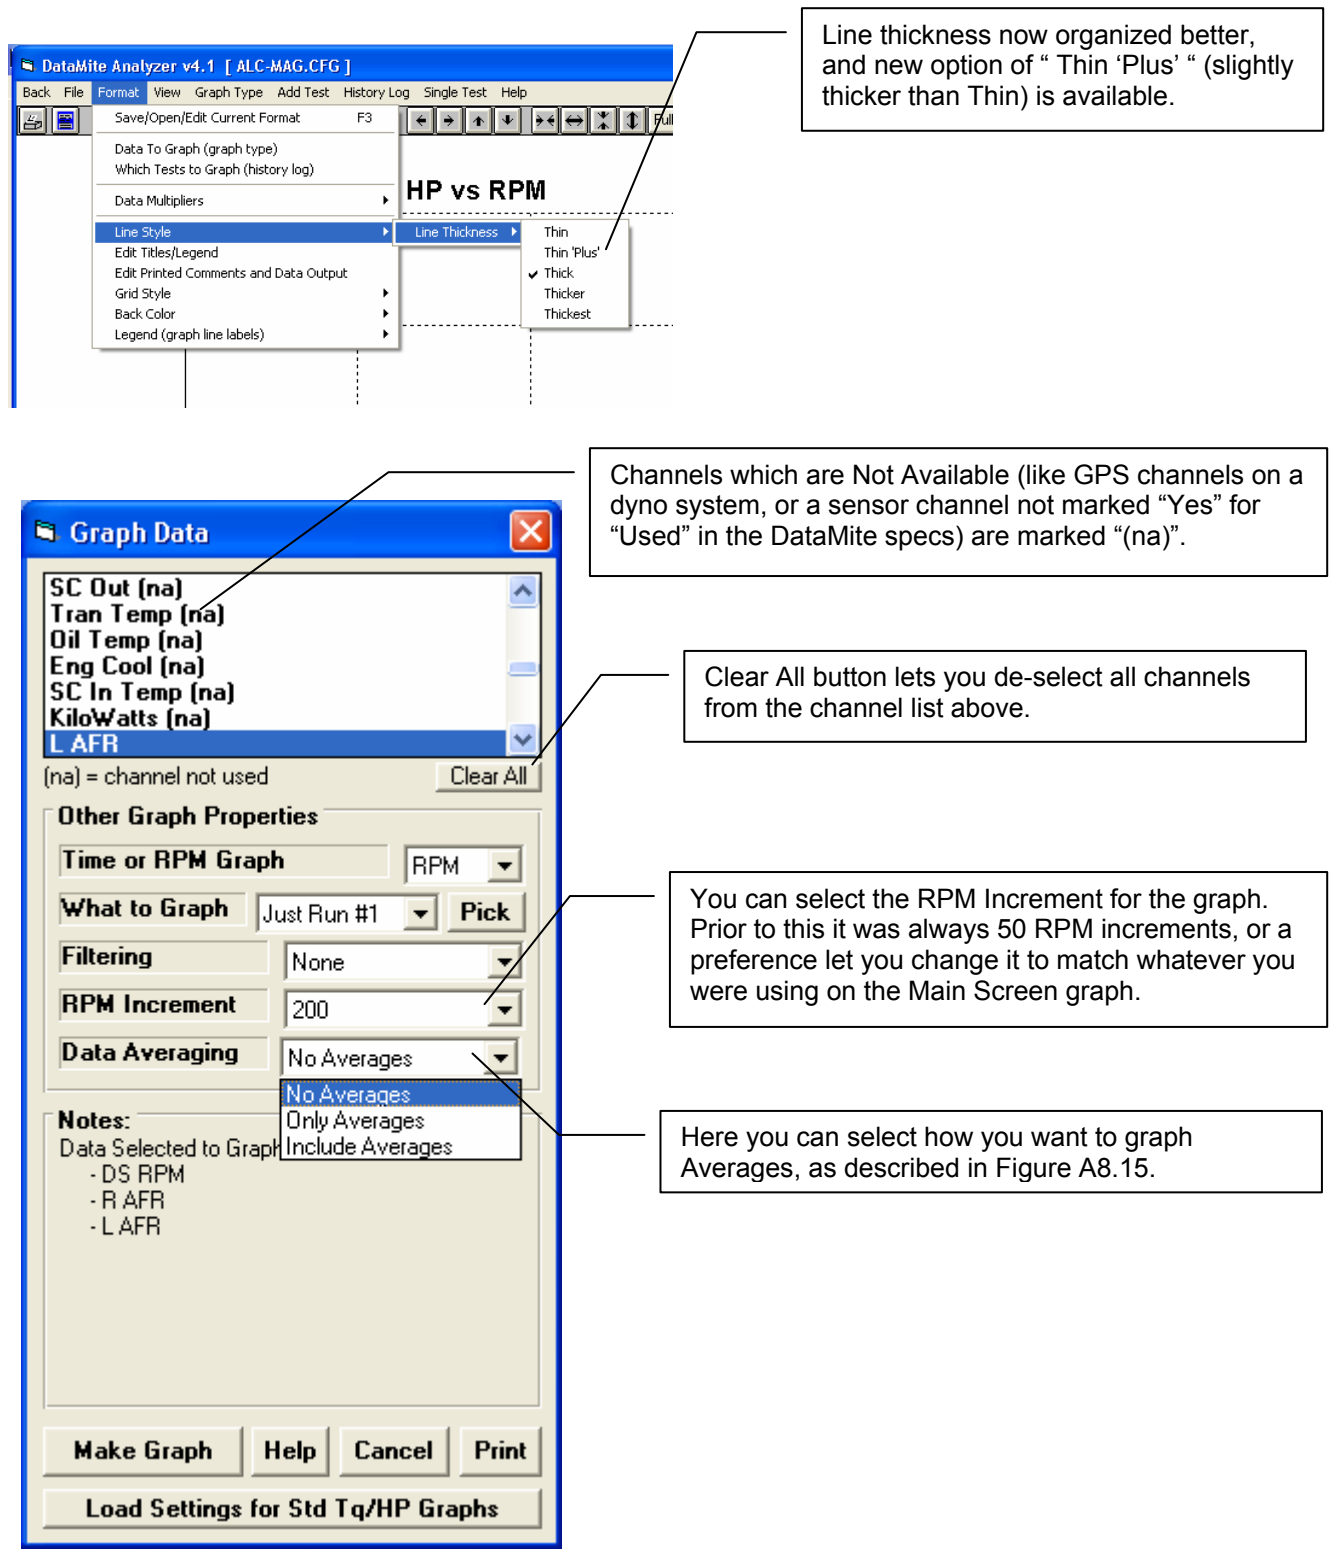 Line thickness now organized better,
and new option of “ Thin ‘Plus’ “ (slightly
thicker than Thin) is available.
DataMite Analyzer v4.1 [ ALC-MAG.CFG ]
Back File Format View Graph Type Add Test History Log Single Test Help
Save/Open/Edit Current Format F3
Data To Graph (graph type)
Which Tests to Graph (history log)
Data Multipliers
Line Style
Edit Titles/Legend
Edit Printed Comments and Data Output
Grid Style
Back Color
Legend (graph line labels)
Line Thickness
Thin
Thin 'Plus'
Thick
Thicker
Thickest
Full
HP vs RPM
Channels which are Not Available (like GPS channels on a
dyno system, or a sensor channel not marked “Yes” for
“Used” in the DataMite specs) are marked “(na)”.
Graph Data
SC Out (na)
Tran Temp (na)
Oil Temp (na)
Eng Cool (na)
SC In Temp (na)
KiloWatts (na)
L AFR
(na) = channel not used
Clear All
Clear All button lets you de-select all channels
from the channel list above.
Other Graph Properties
Time or RPM Graph RPM
What to Graph Just Run #1 Pick
Filtering None
RPM Increment 200
Data Averaging No Averages
No Averages
Only Averages
Include Averages
You can select the RPM Increment for the graph.
Prior to this it was always 50 RPM increments, or a
preference let you change it to match whatever you
were using on the Main Screen graph.
Here you can select how you want to graph
Averages, as described in Figure A8.15.
Notes:
Data Selected to Graph
- DS RPM
- R AFR
- L AFR
Make Graph Help Cancel Print
Load Settings for Std Tq/HP Graphs